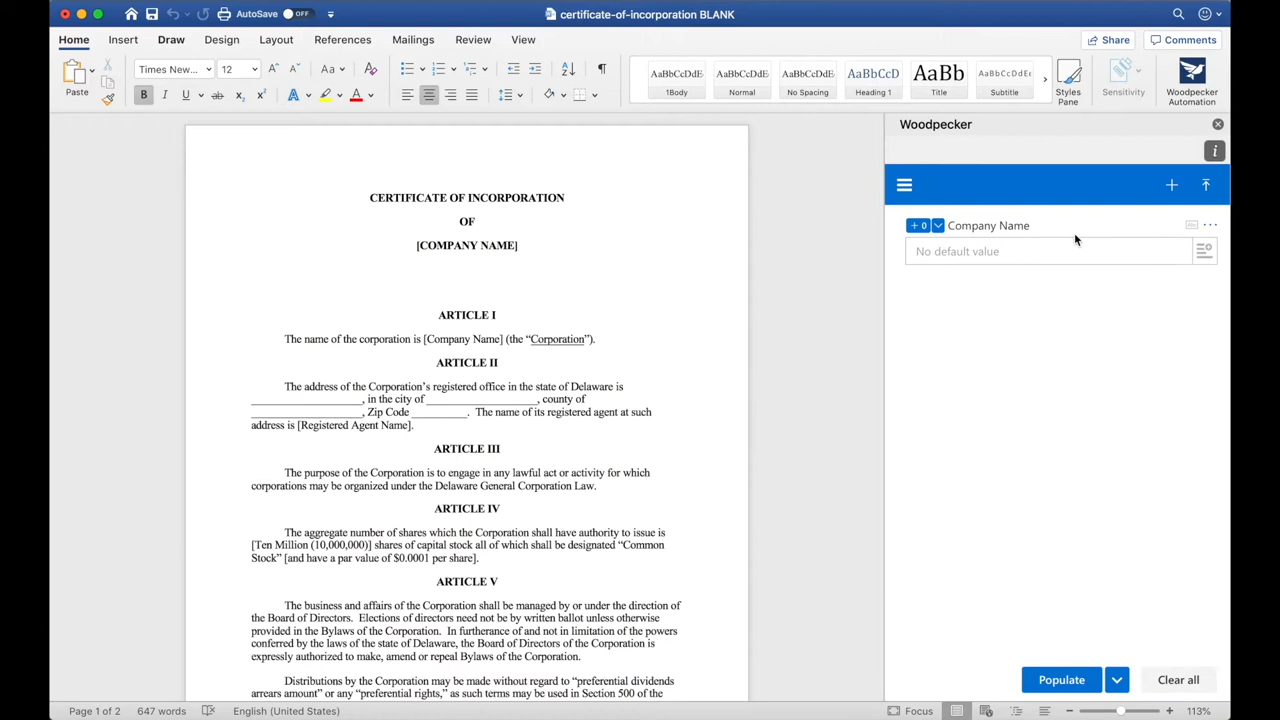 AutoSave OFF
certificate-of-incorporation BLANK
Home Insert Draw Design Layout References Mailings Review View
Share Comments
Paste
Times New... 12
Aa
B I U ab x2 x2 A A
AaBbCcDdE AaBbCcDdEe AaBbCcDdEe AaBbCcD AaBb AaBbCcDdEe
1Body Normal No Spacing Heading 1 Title Subtitle
Styles
Pane
Sensitivity
Woodpecker
Automation
Woodpecker
i
+ 0 Company Name
Abc
No default value
CERTIFICATE OF INCORPORATION
OF
[COMPANY NAME]
ARTICLE I
The name of the corporation is [Company Name] (the “Corporation”).
ARTICLE II
The address of the Corporation’s registered office in the state of Delaware is
____________________, in the city of ____________________, county of
____________________, Zip Code __________. The name of its registered agent at such
address is [Registered Agent Name].
ARTICLE III
The purpose of the Corporation is to engage in any lawful act or activity for which
corporations may be organized under the Delaware General Corporation Law.
ARTICLE IV
The aggregate number of shares which the Corporation shall have authority to issue is
[Ten Million (10,000,000)] shares of capital stock all of which shall be designated “Common
Stock” [and have a par value of $0.0001 per share].
ARTICLE V
The business and affairs of the Corporation shall be managed by or under the direction of
the Board of Directors. Elections of directors need not be by written ballot unless otherwise
provided in the Bylaws of the Corporation. In furtherance of and not in limitation of the powers
conferred by the laws of the state of Delaware, the Board of Directors of the Corporation is
expressly authorized to make, amend or repeal Bylaws of the Corporation.
Distributions by the Corporation may be made without regard to “preferential dividends
arrears amount” or any “preferential rights,” as such terms may be used in Section 500 of the
Populate Clear all
Page 1 of 2 647 words English (United States) Focus 113%